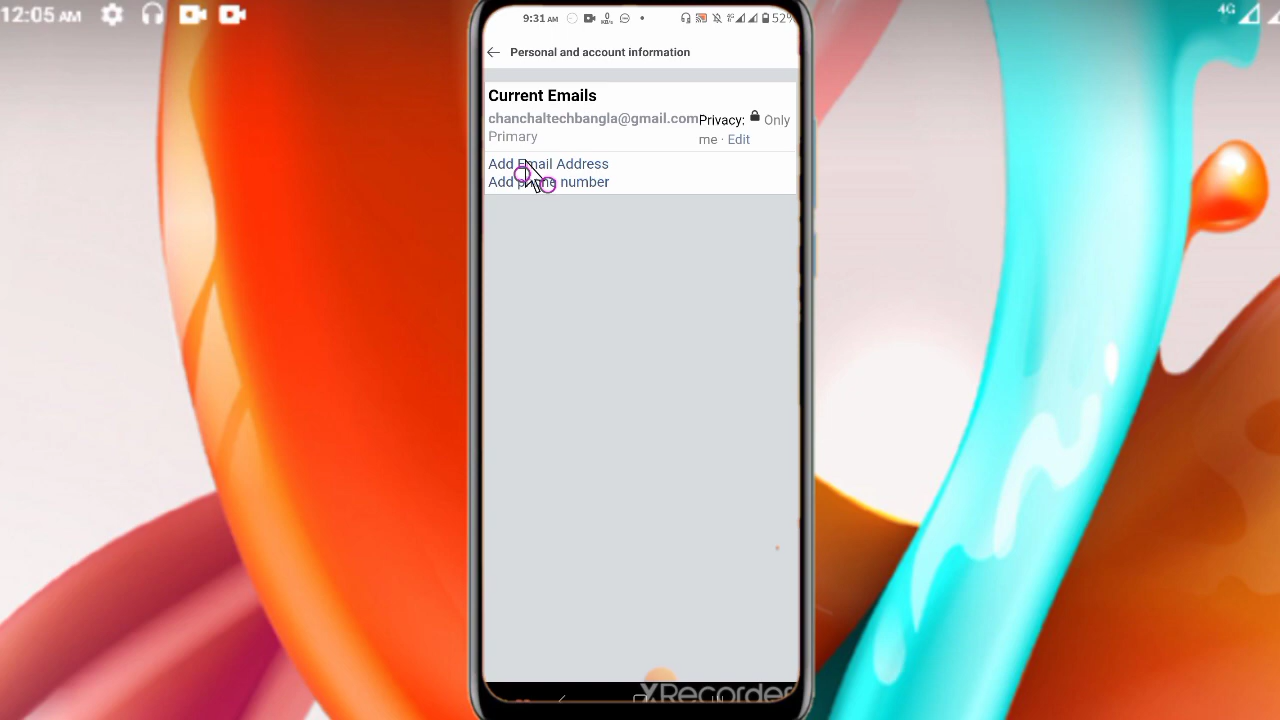 12:05 AM
4G
9:31 AM
52%
Personal and account information
Current Emails
chanchaltechbangla@gmail.com Privacy: Only
Primary me · Edit
Add Email Address
Add phone number
XRecorder